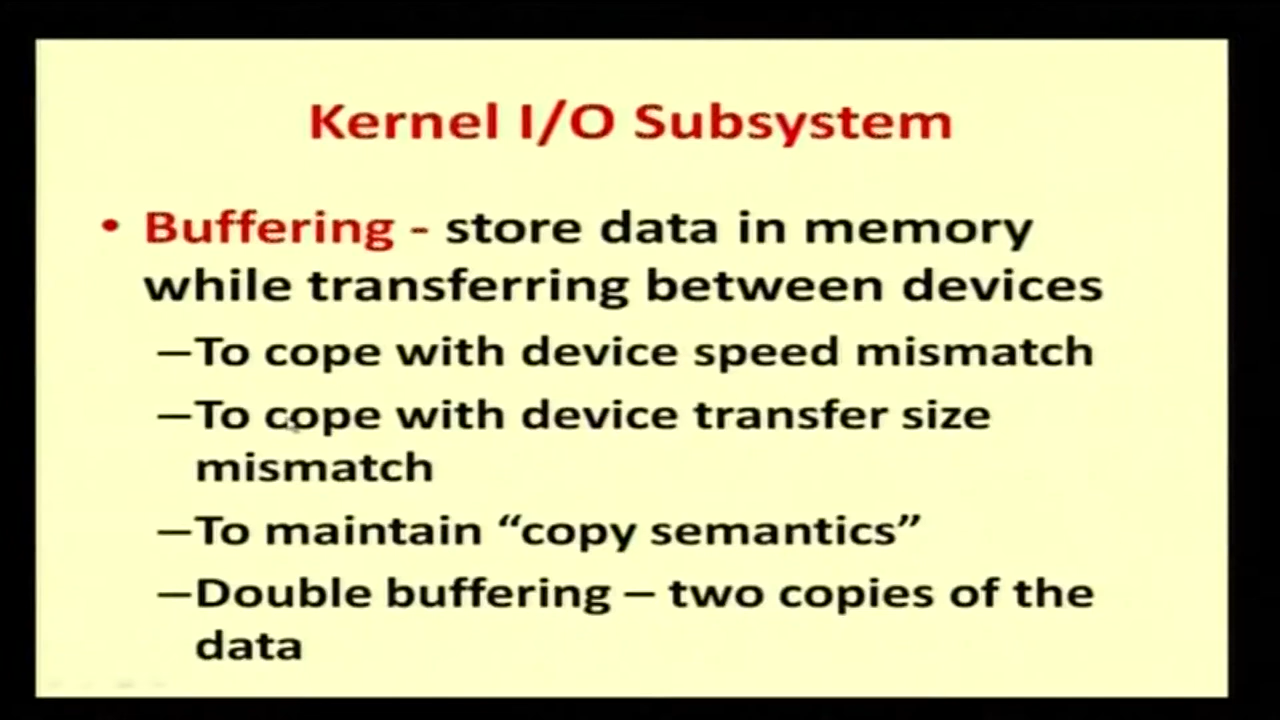 Kernel I/O Subsystem
• Buffering - store data in memory
while transferring between devices
–To cope with device speed mismatch
–To cope with device transfer size
mismatch
–To maintain “copy semantics”
–Double buffering – two copies of the
data